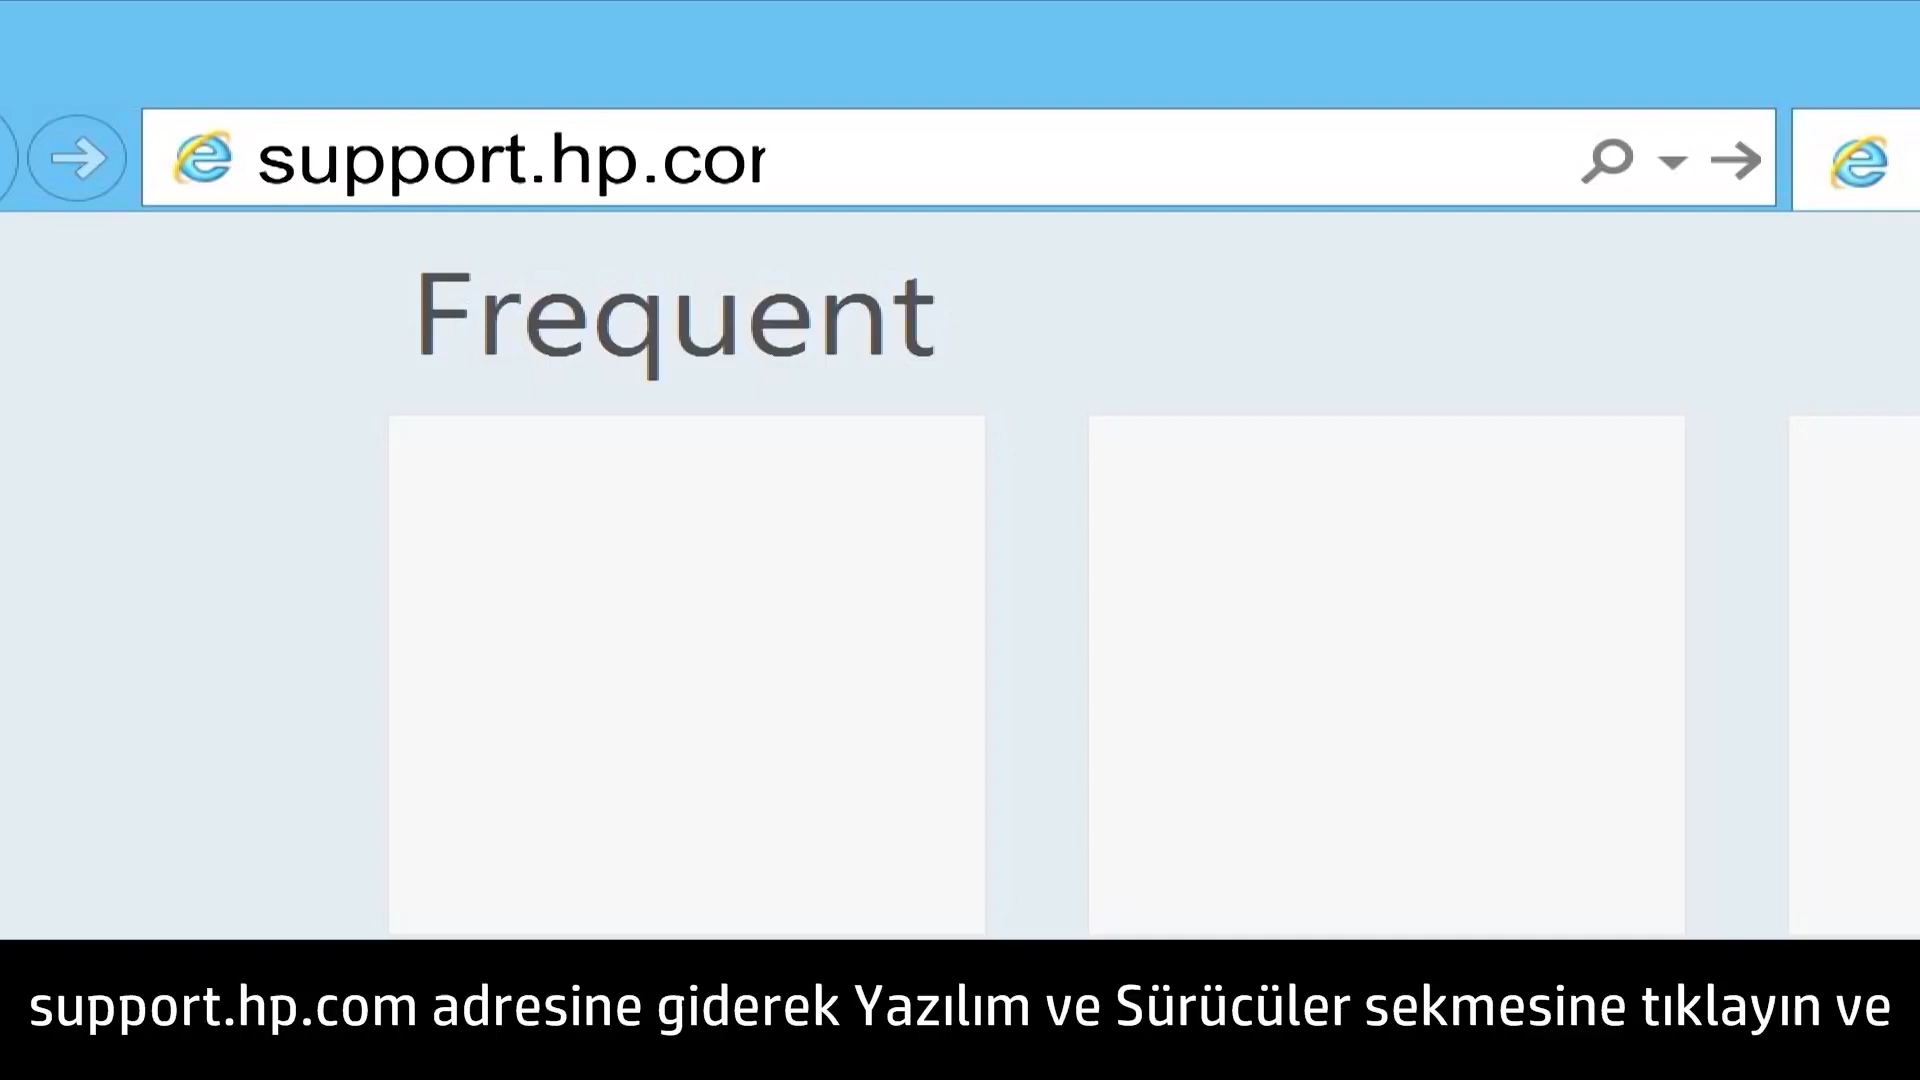 support.hp.cor
Frequent
support.hp.com adresine giderek Yazılım ve Sürücüler sekmesine tıklayın ve